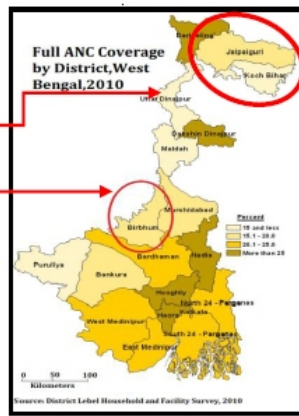 Full ANC Coverage
by District,West
Bengal,2010
Darjiling
Jalpaiguri
Koch Bihar
Uttar Dinajpur
Dakshin Dinajpur
Maldah
Murshidabad
Birbhum
Percent
15 and less
15.1 - 20.0
20.1 - 25.0
More than 25
Bardhaman
Nadia
Puruliya
Bankura
Hooghly
North 24 - Parganas
Haora
Kolkata
West Medinipur
South 24 - Parganas
East Medinipur
0 50 100
Kilometers
Source: District Lebel Household and Facility Survey, 2010